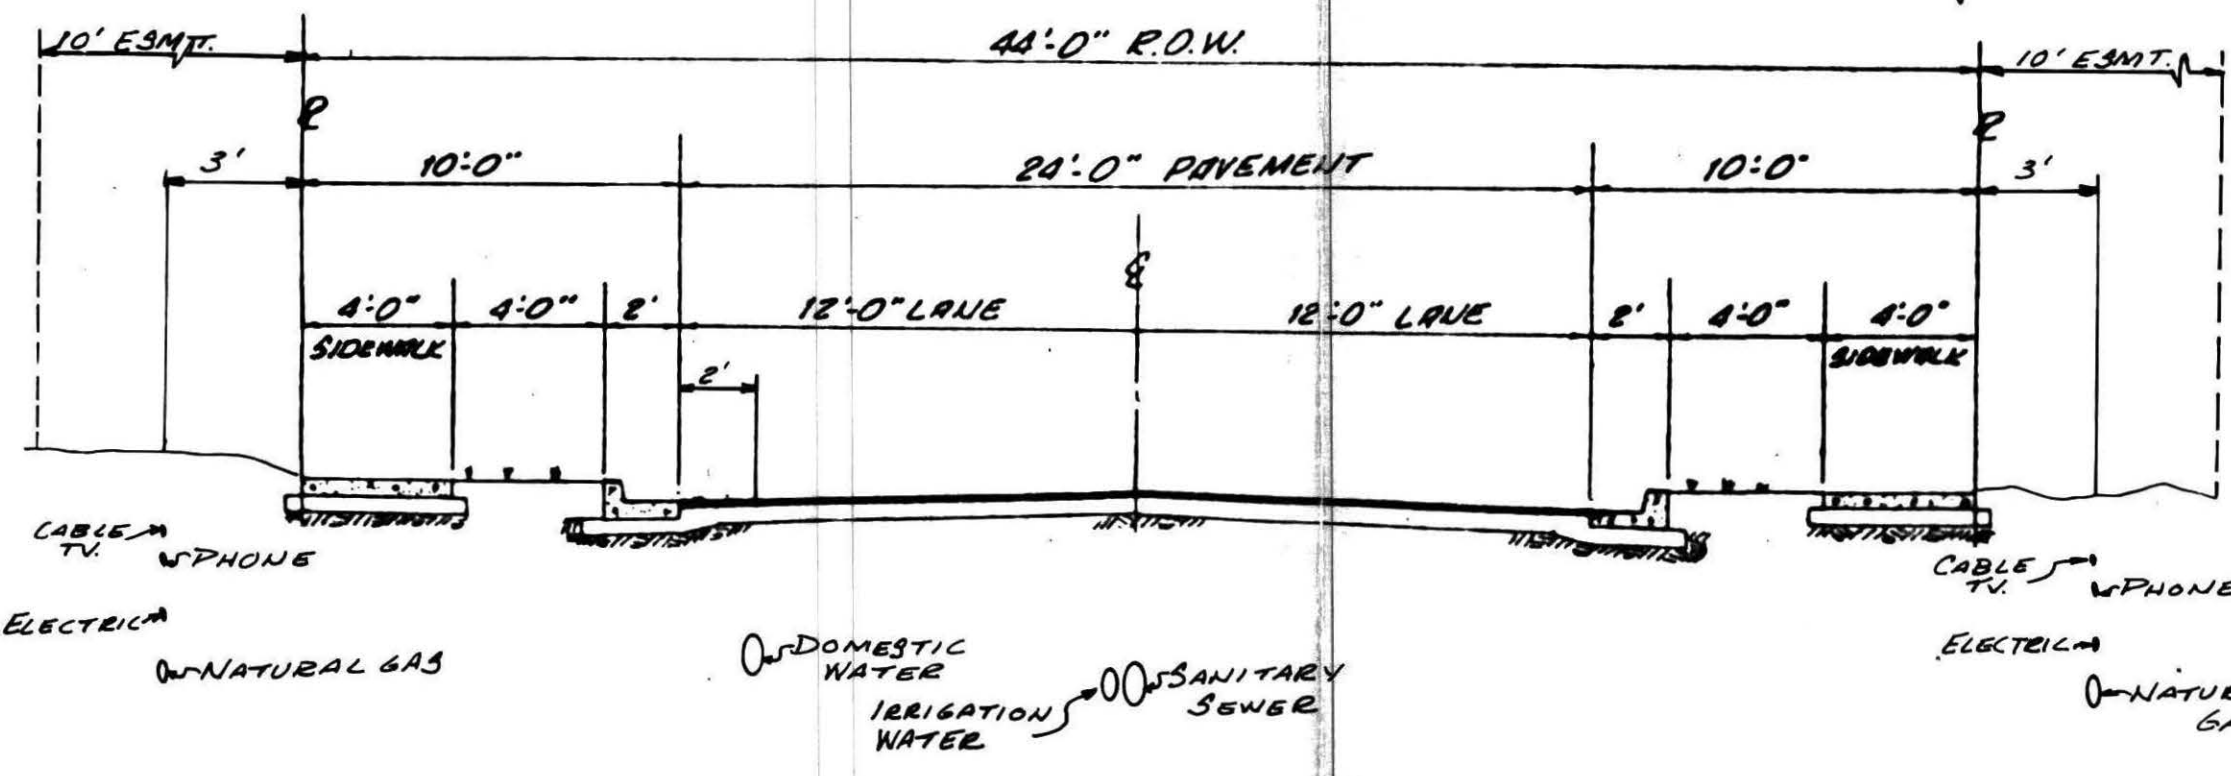 10' ESMT.
44'-0" R.O.W.
10' ESMT.
℄
3'
10'-0"
24'-0" PAVEMENT
10'-0"
3'
4'-0"
4'-0"
2'
12'-0" LANE
12'-0" LANE
2'
4'-0"
4'-0"
SIDEWALK
SIDEWALK
2'
CABLE
TV.
PHONE
CABLE
TV.
PHONE
ELECTRIC
ELECTRIC
NATURAL GAS
DOMESTIC
WATER
SANITARY
SEWER
IRRIGATION
WATER
NATUR
GA